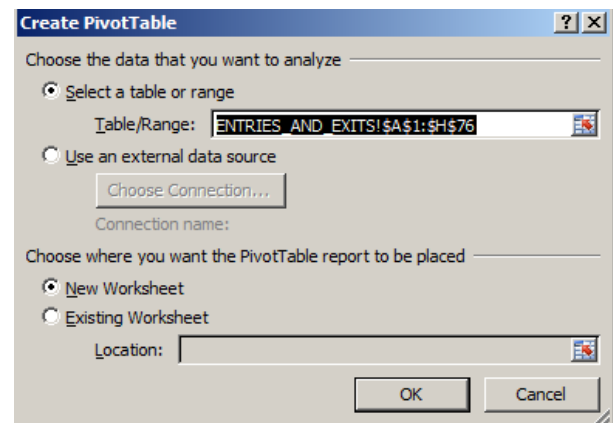 Create PivotTable
Choose the data that you want to analyze
Select a table or range
Table/Range: ENTRIES_AND_EXITS!$A$1:$H$76
Use an external data source
Choose Connection...
Connection name:
Choose where you want the PivotTable report to be placed
New Worksheet
Existing Worksheet
Location:
OK Cancel